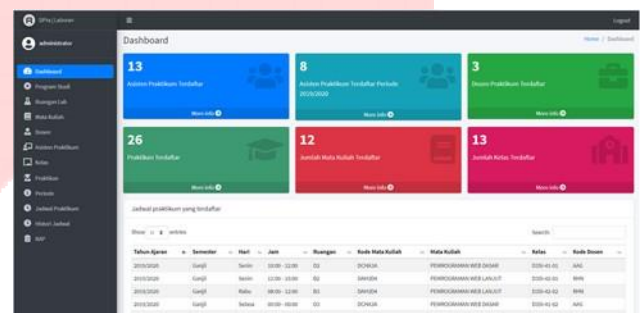 SPra | Laboran
Logout
administrator
Dashboard
Home / Dashboard
Dashboard
Program Studi
Ruangan Lab
Mata Kuliah
Dosen
Asisten Praktikum
Kelas
Praktikan
Periode
Jadwal Praktikum
Histori Jadwal
BAP
13
Asisten Praktikum Terdaftar
More info
8
Asisten Praktikum Terdaftar Periode
2019/2020
More info
3
Dosen Praktikum Terdaftar
More info
26
Praktikan Terdaftar
More info
12
Jumlah Mata Kuliah Terdaftar
More info
13
Jumlah Kelas Terdaftar
More info
Jadwal praktikum yang terdaftar
Show entries
Search:
Tahun Ajaran Semester Hari Jam Ruangan Kode Mata Kuliah Mata Kuliah Kelas Kode Dosen
2019/2020 Ganjil Senin PEMROGRAMAN WEB DASAR
2019/2020 Ganjil Senin PEMROGRAMAN WEB LANJUT
2019/2020 Ganjil Rabu PEMROGRAMAN WEB LANJUT
2019/2020 Ganjil Selasa PEMROGRAMAN WEB DASAR